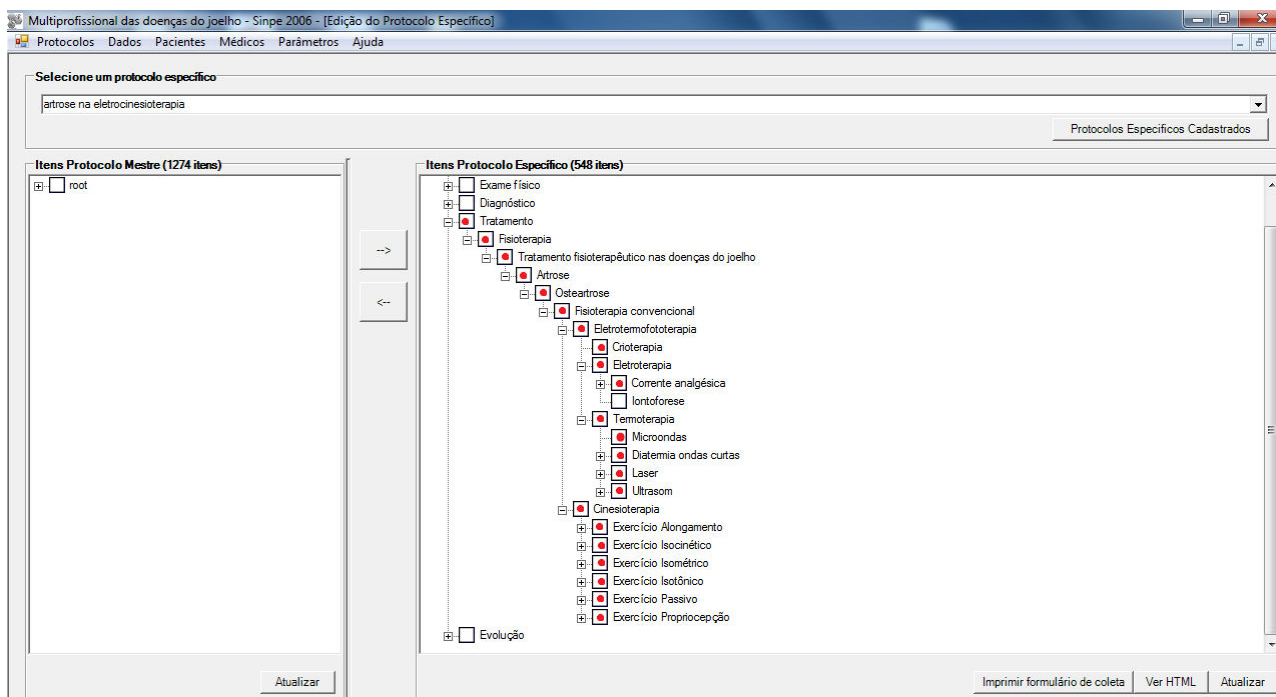 Multiprofissional das doenças do joelho - Sinpe 2006 - [Edição do Protocolo Específico]
Protocolos Dados Pacientes Médicos Parâmetros Ajuda
Selecione um protocolo específico
artrose na eletrocinesioterapia
Protocolos Especificos Cadastrados
Itens Protocolo Mestre (1274 itens)
root
-->
<--
Atualizar
Itens Protocolo Específico (548 itens)
Exame físico
Diagnóstico
Tratamento
Fisioterapia
Tratamento fisioterapêutico nas doenças do joelho
Artrose
Osteartrose
Fisioterapia convencional
Eletrotermofototerapia
Crioterapia
Eletroterapia
Corrente analgésica
Iontoforese
Termoterapia
Microondas
Diatermia ondas curtas
Laser
Ultrasom
Cinesioterapia
Exercício Alongamento
Exercício Isocinético
Exercício Isométrico
Exercício Isotônico
Exercício Passivo
Exercício Propriocepção
Evolução
Imprimir formulário de coleta Ver HTML Atualizar